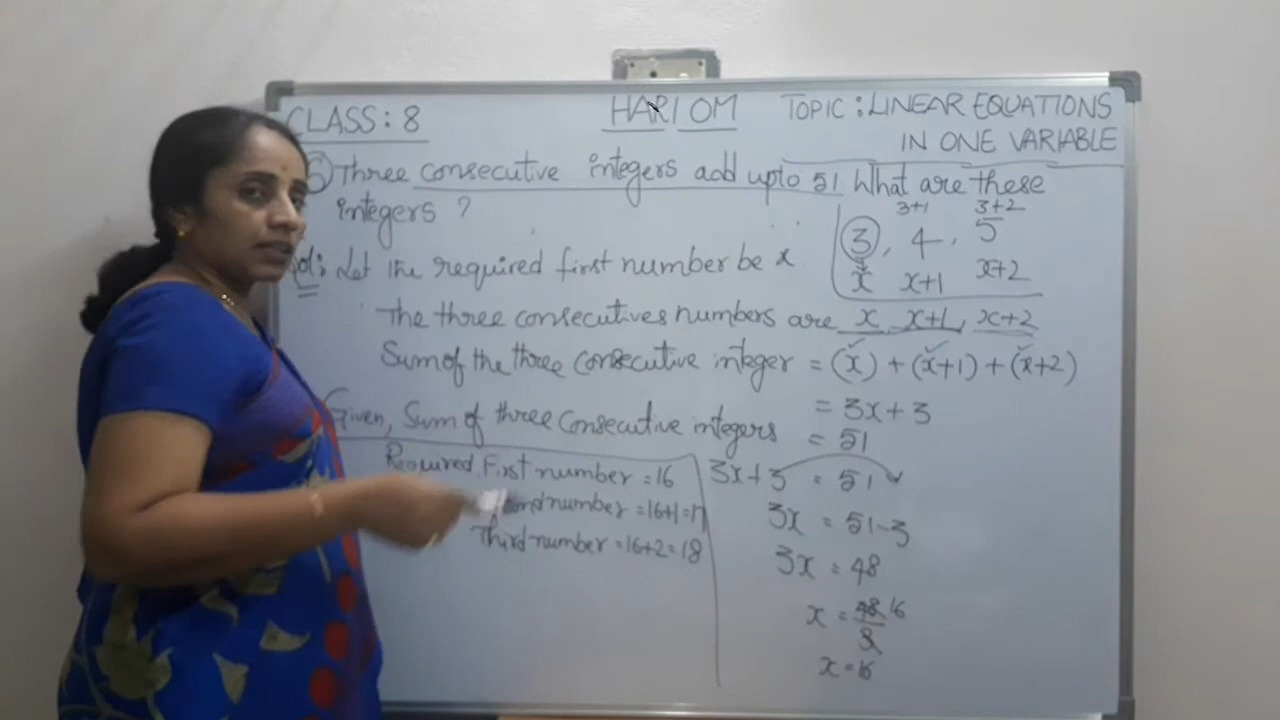 CLASS: 8
HARI OM
TOPIC: LINEAR EQUATIONS
IN ONE VARIABLE
Three consecutive integers add upto 51 What are these
integers ?
3+1 3+2
3, 4, 5
x x+1 x+2
Sol: Let the required first number be x
The three consecutives numbers are x, x+1, x+2
Sum of the three consecutive integer = (x) + (x+1) + (x+2)
= 3x+3
Given, Sum of three consecutive integers = 51
Required First number = 16
number = 16+1=17
Third number = 16+2=18
3x+3 = 51
3x = 51-3
3x = 48
x = 48/3 16
x = 16